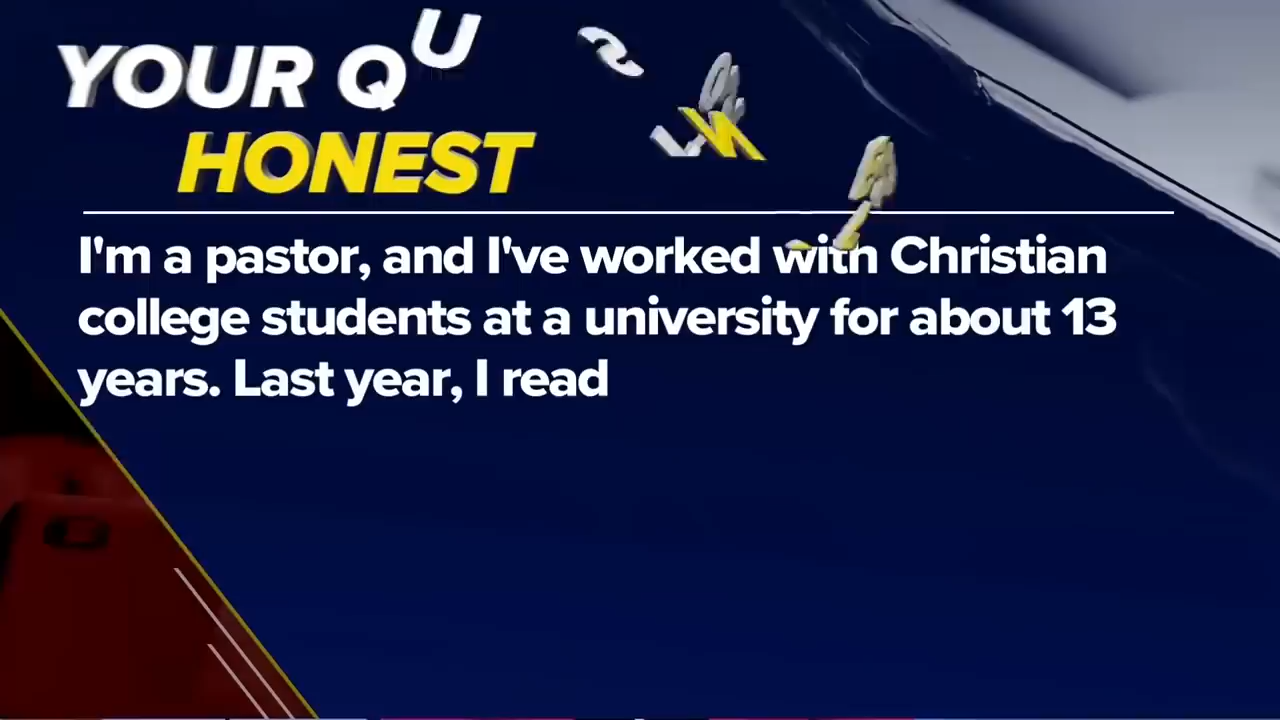 YOUR QU
HONEST
I'm a pastor, and I've worked with Christian
college students at a university for about 13
years. Last year, I read